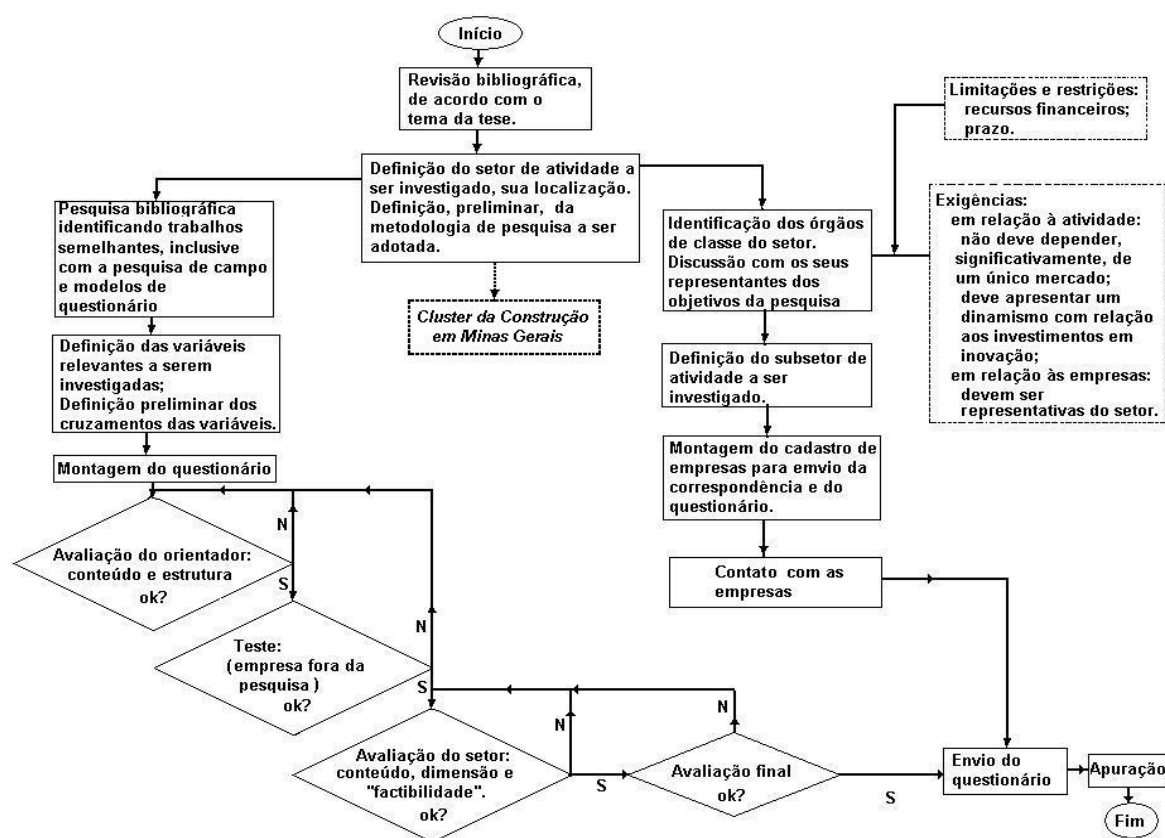 Início
Revisão bibliográfica,
de acordo com o
tema da tese.
Limitações e restrições:
recursos financeiros;
prazo.
Definição do setor de atividade a
ser investigado, sua localização.
Definição, preliminar, da
metodologia de pesquisa a ser
adotada.
Pesquisa bibliográfica
identificando trabalhos
semelhantes, inclusive
com a pesquisa de campo
e modelos de
questionário
Identificação dos órgãos
de classe do setor.
Discussão com os seus
representantes dos
objetivos da pesquisa
Exigências:
em relação à atividade:
não deve depender,
significativamente, de
um único mercado;
deve apresentar um
dinamismo com relação
aos investimentos em
inovação;
em relação às empresas:
devem ser
representativas do setor.
Cluster da Construção
em Minas Gerais
Definição das variáveis
relevantes a serem
investigadas;
Definição preliminar dos
cruzamentos das variáveis.
Definição do subsetor de
atividade a ser
investigado.
Montagem do questionário
Montagem do cadastro de
empresas para emvio da
correspondência e do
questionário.
Avaliação do orientador:
conteúdo e estrutura
ok?
N
S
Contato com as
empresas
Teste:
(empresa fora da
pesquisa )
ok?
N
S
Avaliação do setor:
conteúdo, dimensão e
"factibilidade".
ok?
N
S
Avaliação final
ok?
N
S
Envio do
questionário
Apuração
Fim